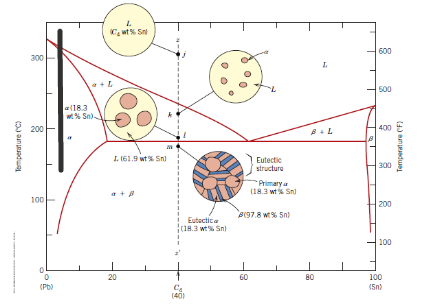 L
(C₄ wt% Sn)
z
j
300
α
L
600
L
α + L
500
α (18.3
wt% Sn)
k
l
β + L
400
200
α
m
β
L (61.9 wt% Sn)
Eutectic
structure
300
Primary α
(18.3 wt% Sn)
α + β
100
β (97.8 wt% Sn)
200
Eutectic α
(18.3 wt% Sn)
100
z′
0
0
20
60
80
100
(Pb)
C₄
(Sn)
(40)
Temperature (°C)
Temperature (°F)